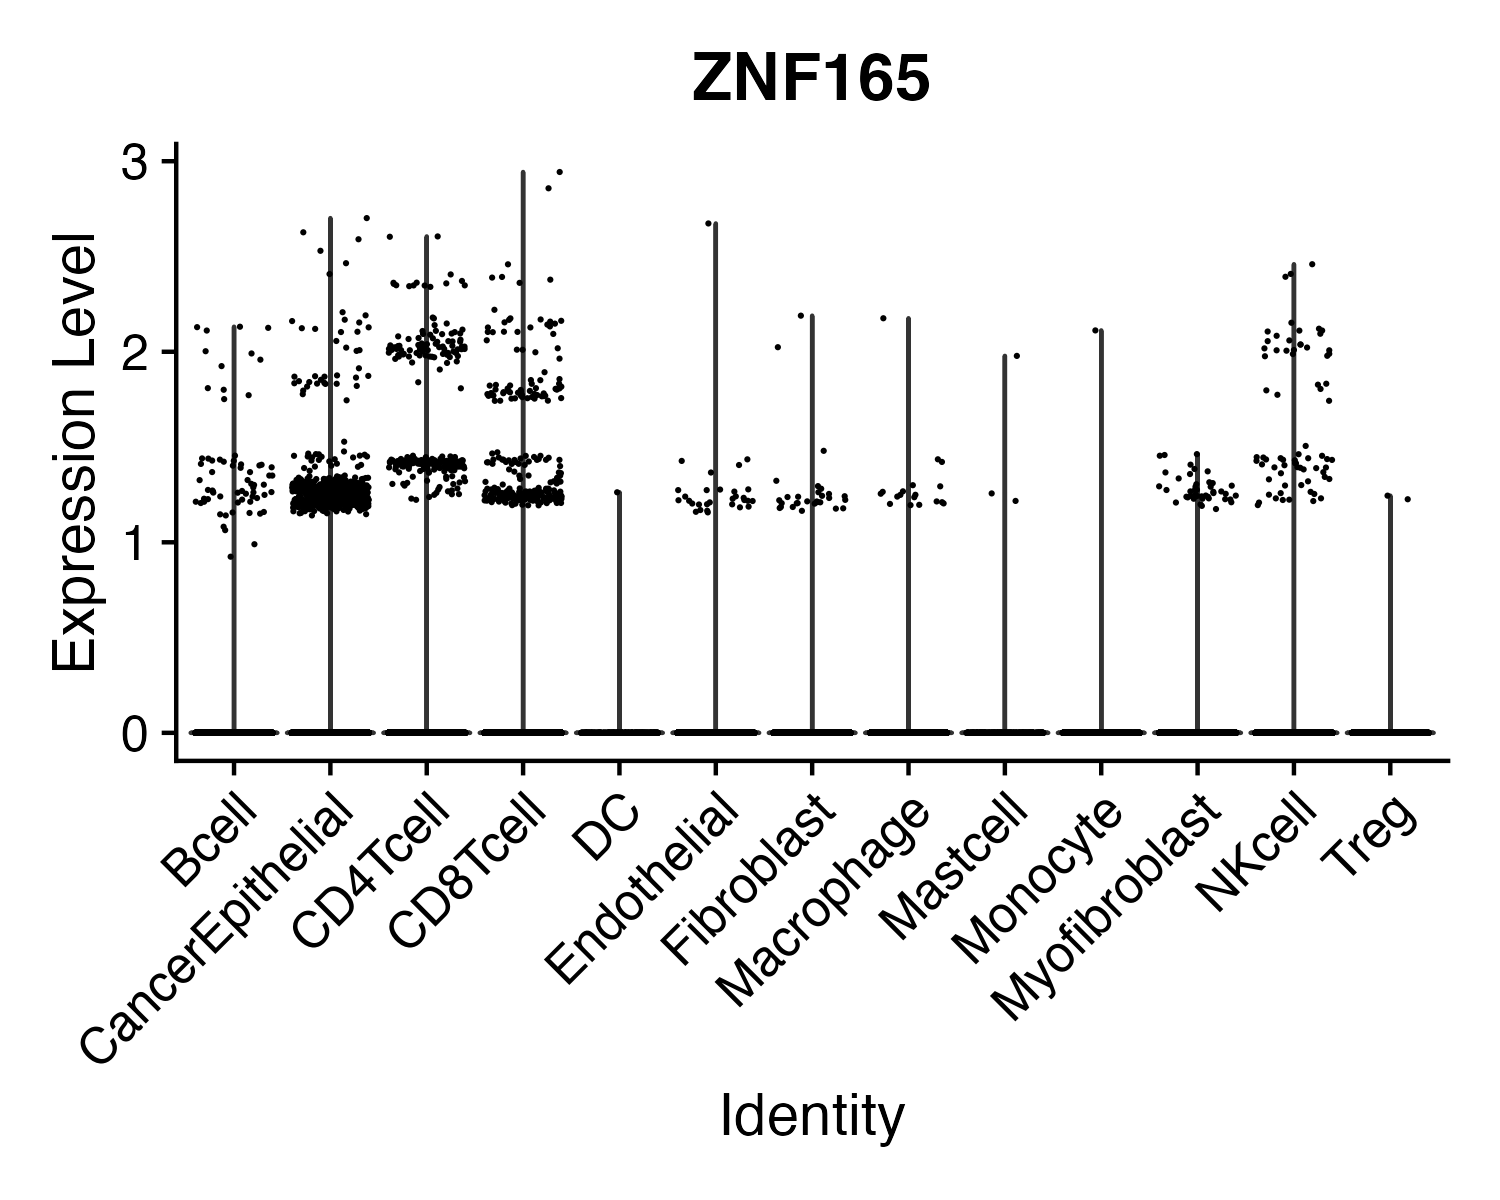 ZNF165
Expression Level
3
2
1
0
Bcell
CancerEpithelial
CD4Tcell
CD8Tcell
DC
Endothelial
Fibroblast
Macrophage
Mastcell
Monocyte
Myofibroblast
NKcell
Treg
Identity